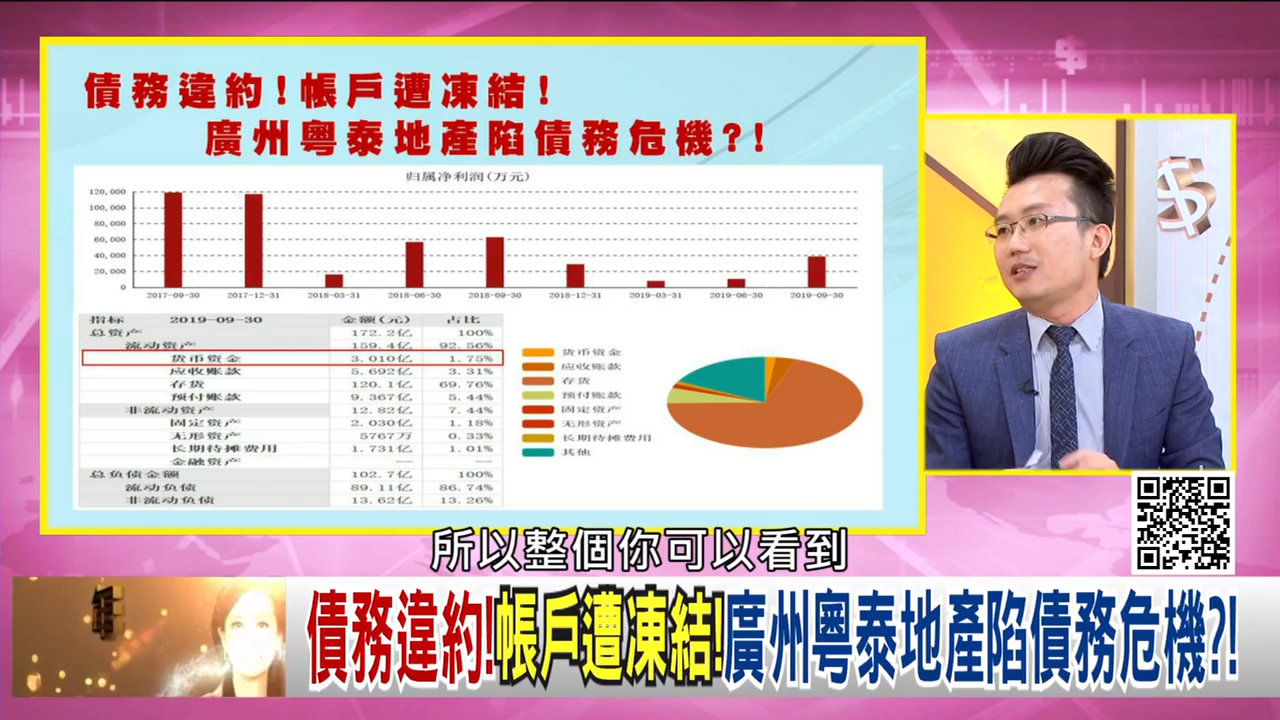 債務違約!帳戶遭凍結!
廣州粵泰地產陷債務危機?!
归属净利润(万元)
120,000
100,000
80,000
60,000
40,000
20,000
0
2017-09-30 2017-12-31 2018-03-31 2018-06-30 2018-09-30 2018-12-31 2019-03-31 2019-06-30 2019-09-30
指标 2019-09-30 金额(元) 占比
总资产 172.2亿 100%
流动资产 159.4亿 92.56%
货币资金 3.010亿 1.75%
应收账款 5.692亿 3.31%
存货 120.1亿 69.76%
预付账款 9.367亿 5.44%
非流动资产 12.82亿 7.44%
固定资产 2.030亿 1.18%
无形资产 5767万 0.33%
长期待摊费用 1.731亿 1.01%
金融资产 — —
总负债金额 102.7亿 100%
流动负债 89.11亿 86.74%
非流动负债 13.62亿 13.26%
货币资金
应收账款
存货
预付账款
固定资产
无形资产
长期待摊费用
其他
所以整個你可以看到
債務違約!帳戶遭凍結!廣州粵泰地產陷債務危機?!